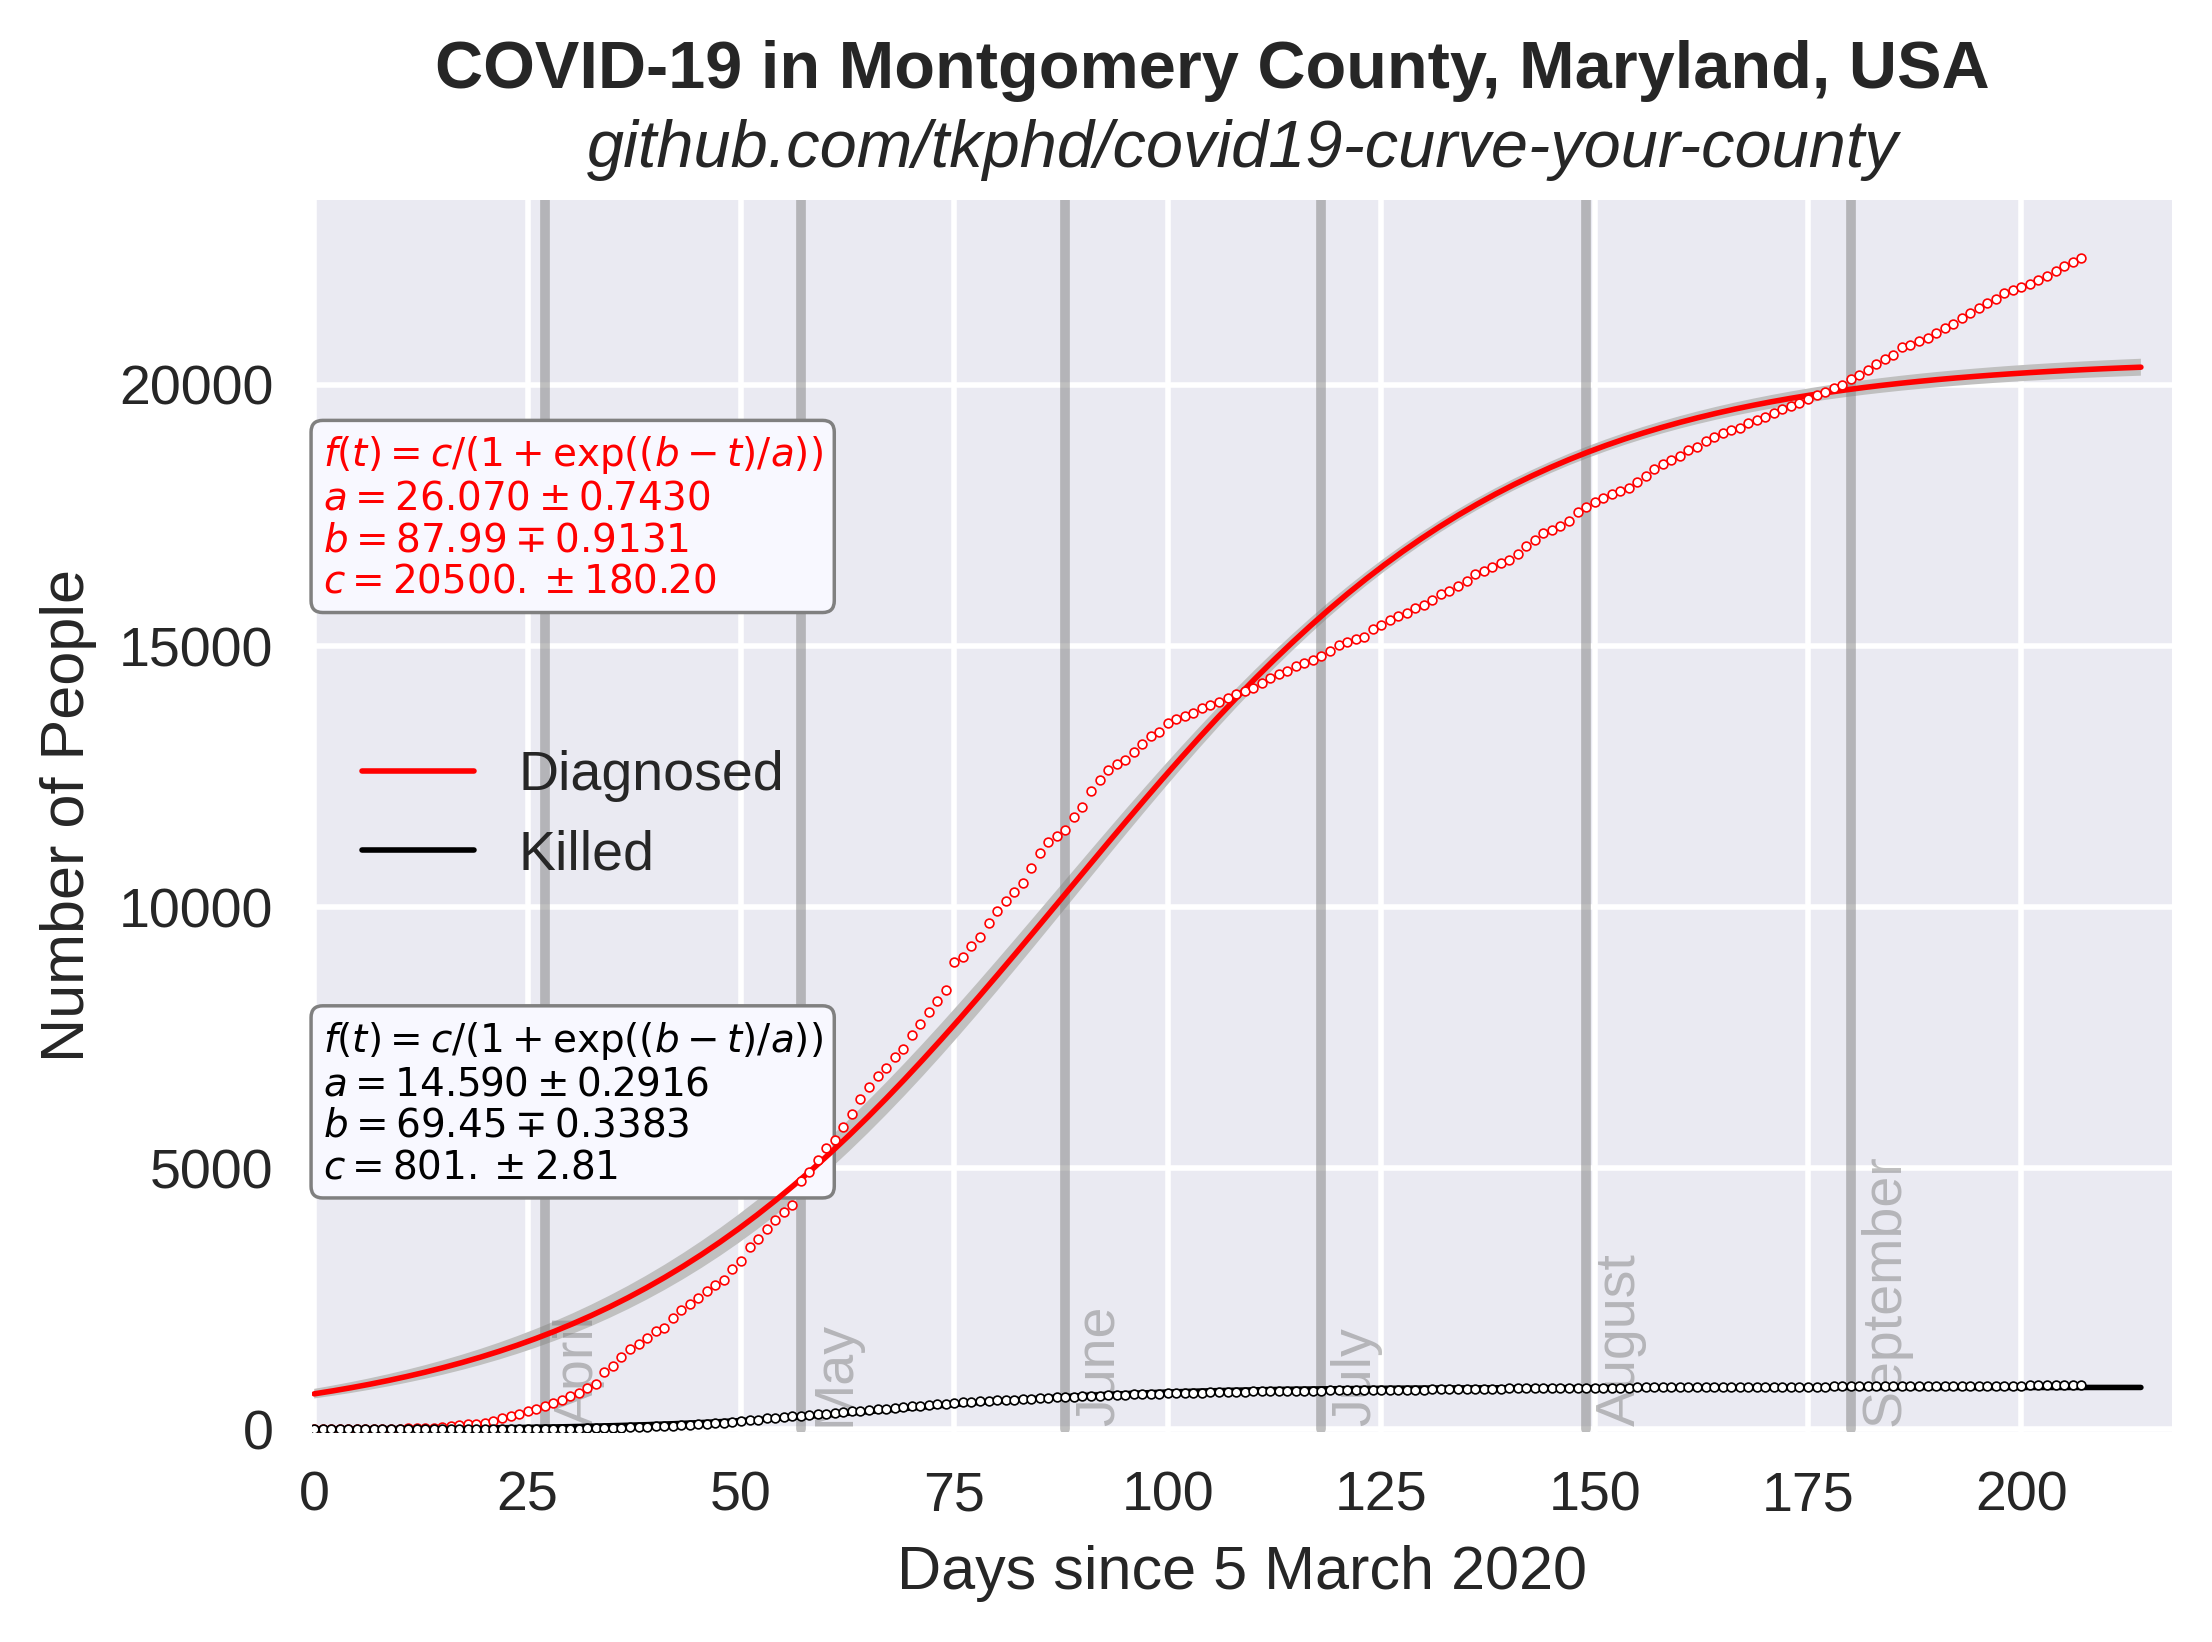 COVID-19 in Montgomery County, Maryland, USA
github.com/tkphd/covid19-curve-your-county
Number of People
20000
15000
10000
5000
0
f(t) = c/(1 + exp((b − t)/a))
a = 26.070 ± 0.7430
b = 87.99 ∓ 0.9131
c = 20500. ± 180.20
Diagnosed
Killed
f(t) = c/(1 + exp((b − t)/a))
a = 14.590 ± 0.2916
b = 69.45 ∓ 0.3383
c = 801. ± 2.81
April
May
June
July
August
September
0 25 50 75 100 125 150 175 200
Days since 5 March 2020